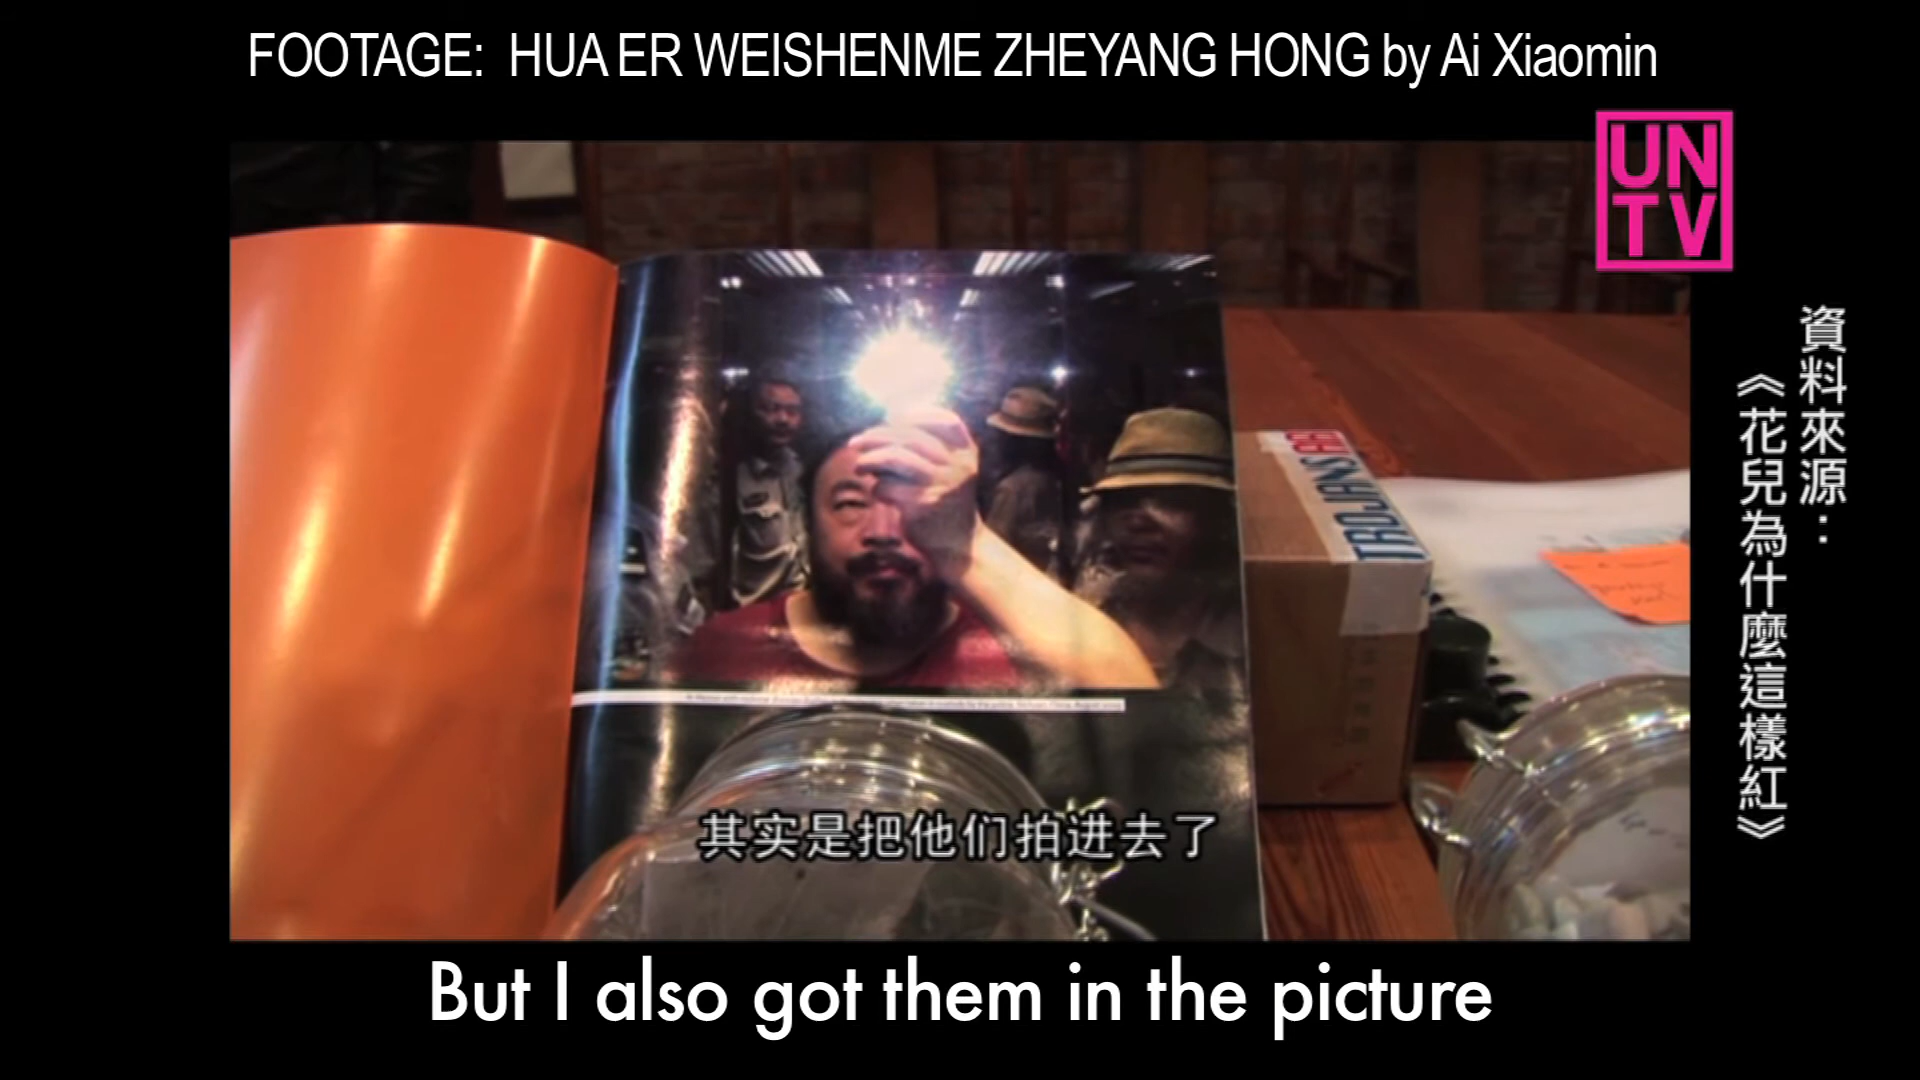 FOOTAGE: HUA ER WEISHENME ZHEYANG HONG by Ai Xiaomin
UN
TV
資料來源：
《花兒為什麼這樣紅》
TROJANS
其实是把他们拍进去了
But I also got them in the picture